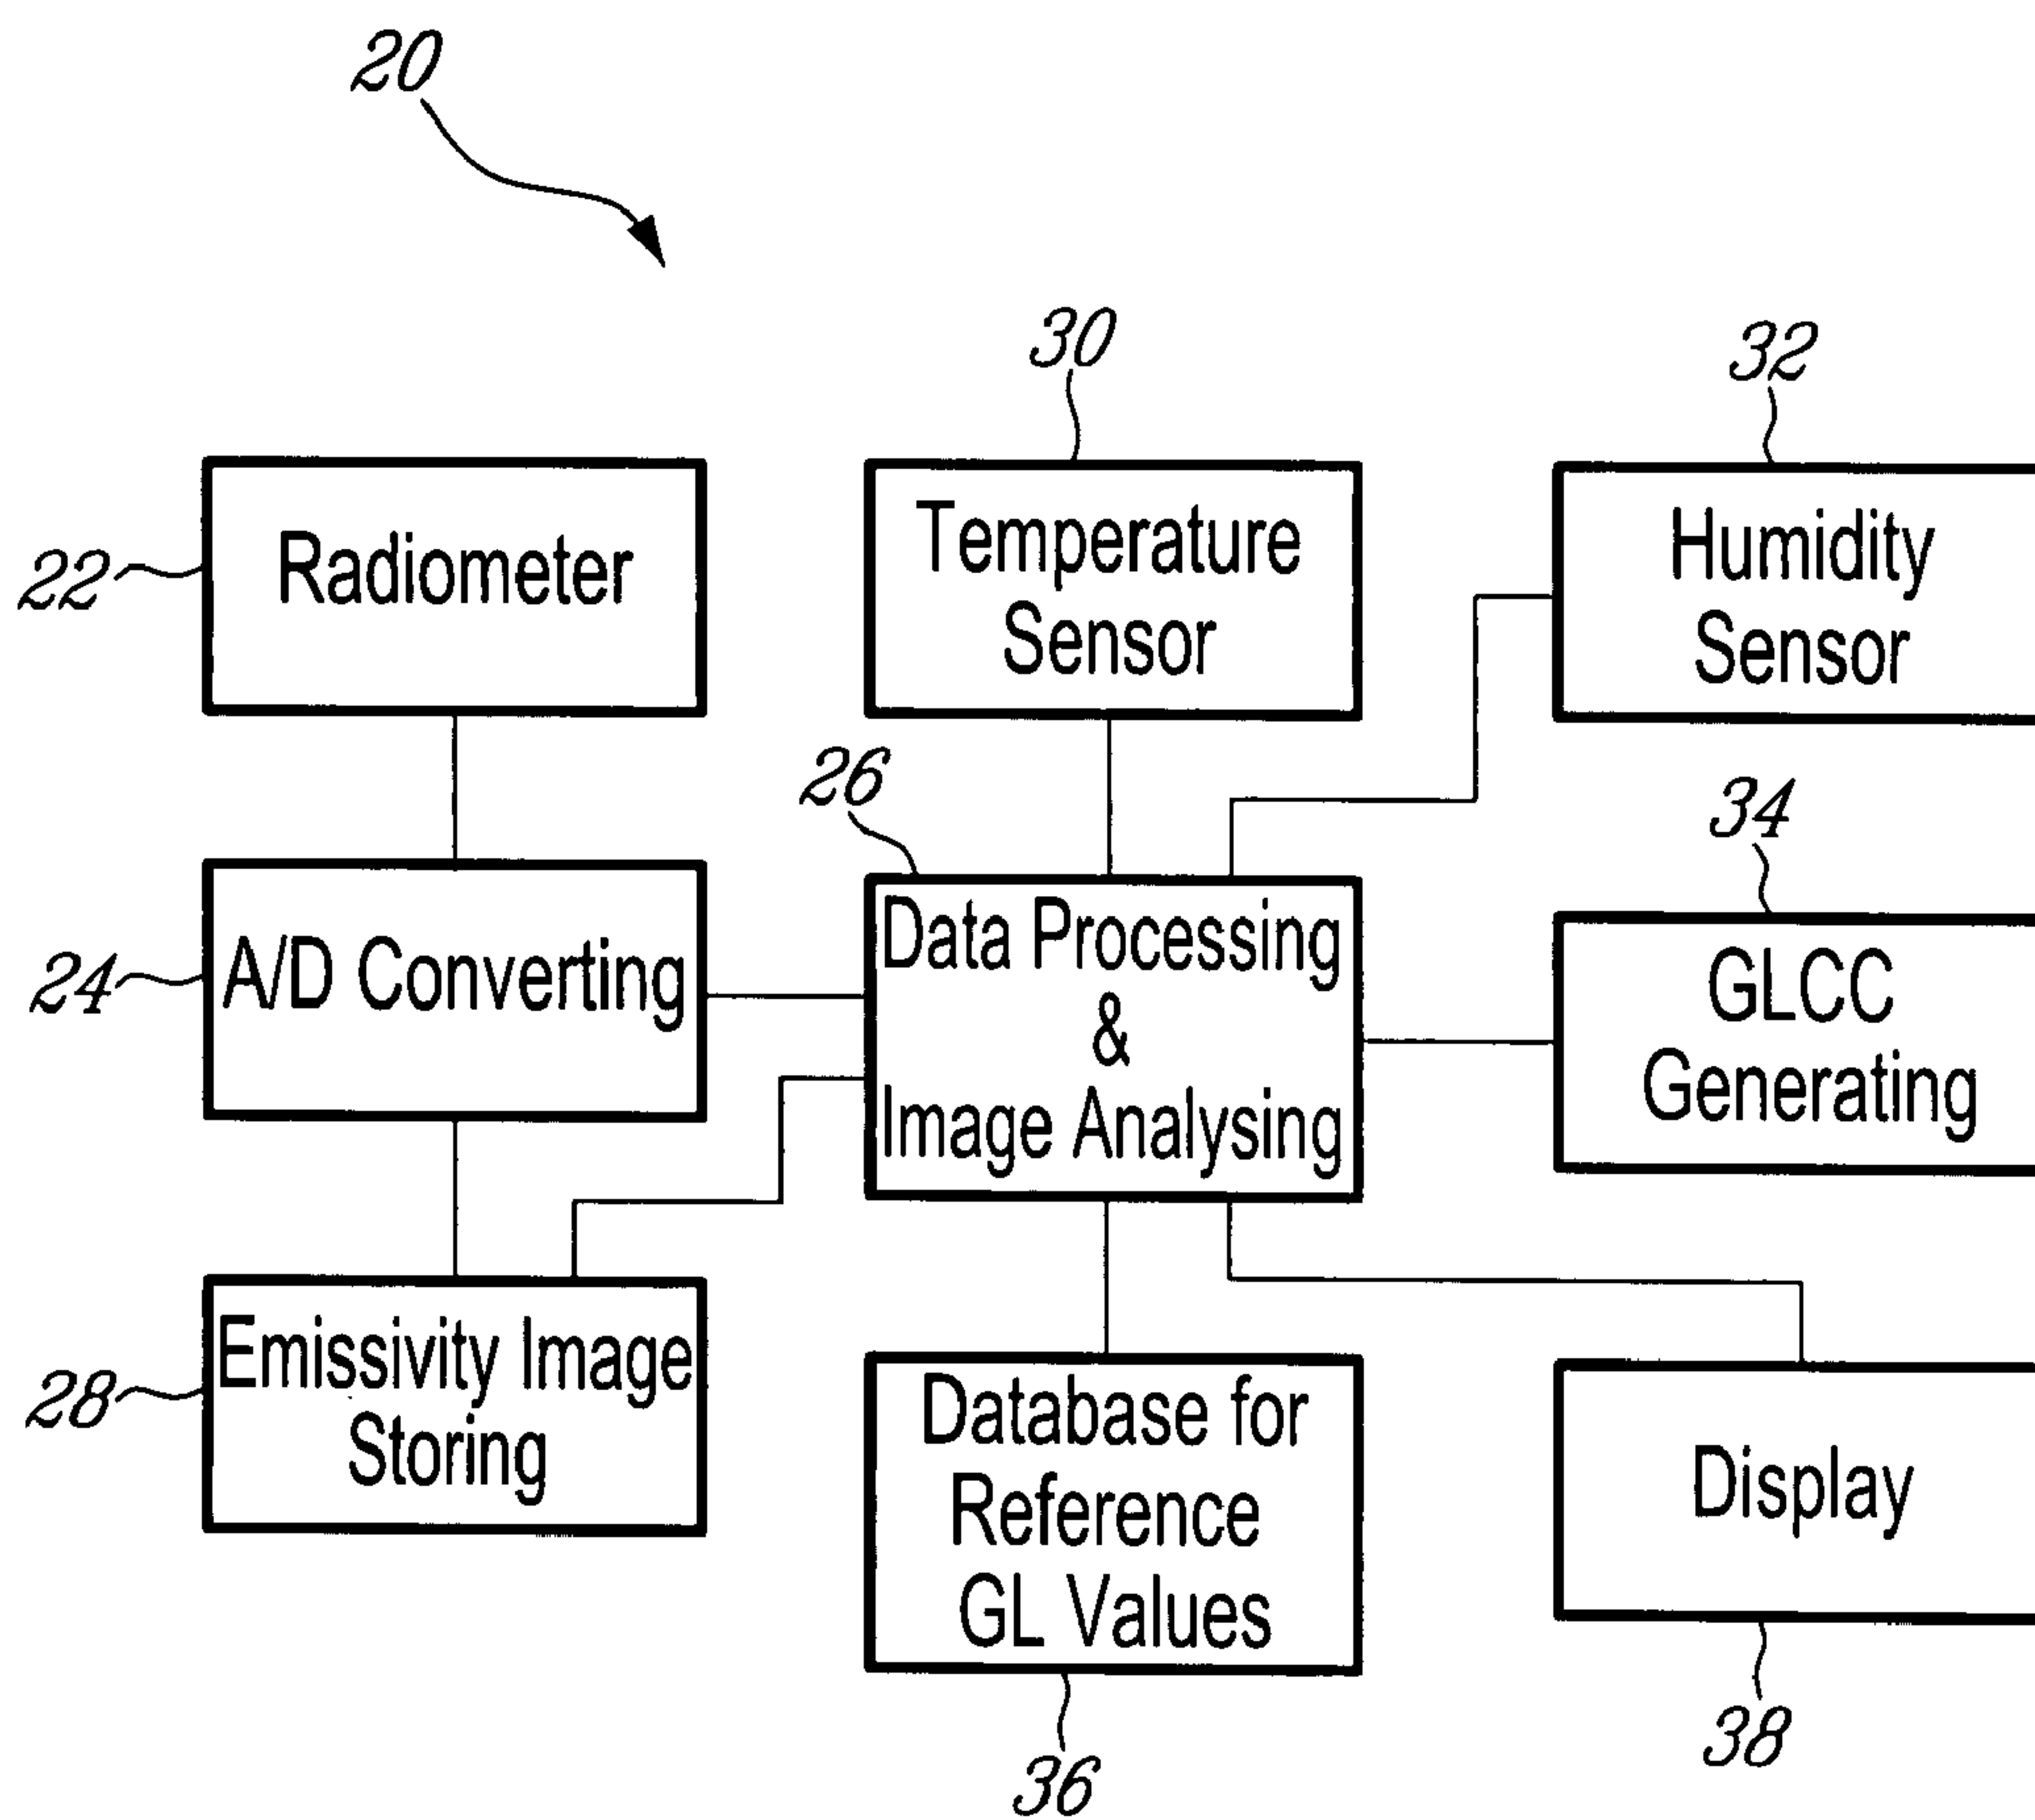 20
30
32
22
Radiometer
Temperature
Sensor
Humidity
Sensor
26
34
24
A/D Converting
Data Processing
&
Image Analysing
GLCC
Generating
28
Emissivity Image
Storing
Database for
Reference
GL Values
Display
36
38